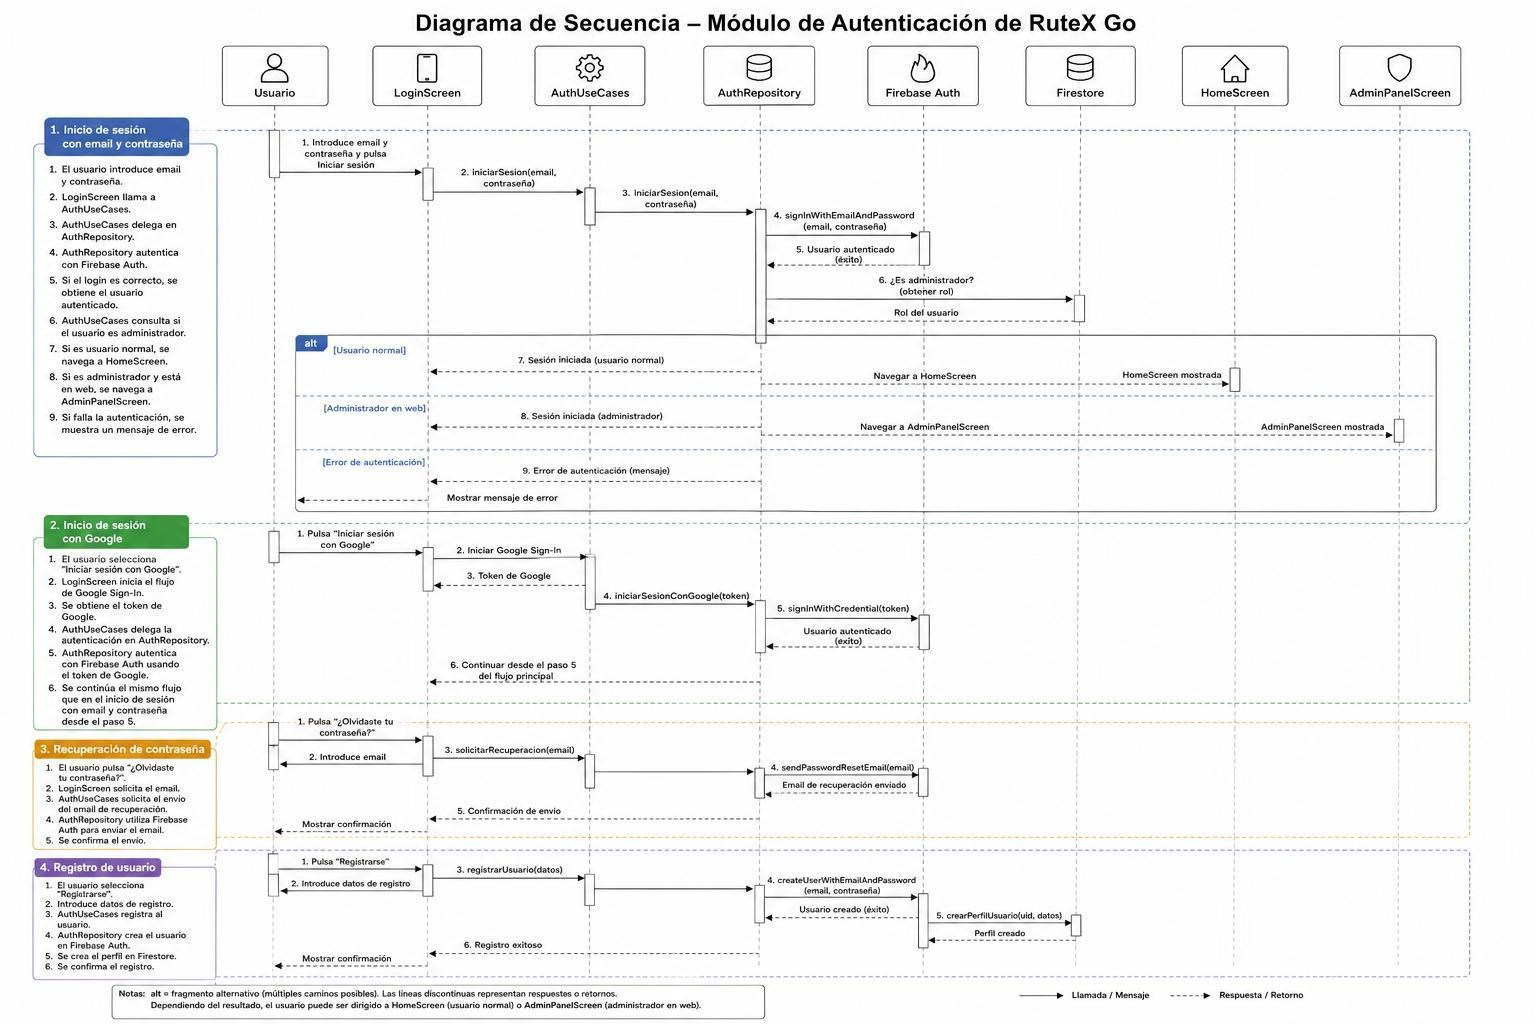 Diagrama de Secuencia – Módulo de Autenticación de RuteX Go
Usuario
LoginScreen
AuthUseCases
AuthRepository
Firebase Auth
Firestore
HomeScreen
AdminPanelScreen
1. Inicio de sesión
con email y contraseña
1. El usuario introduce email
y contraseña.
2. LoginScreen llama a
AuthUseCases.
3. AuthUseCases delega en
AuthRepository.
4. AuthRepository autentica
con Firebase Auth.
5. Si el login es correcto, se
obtiene el usuario
autenticado.
6. AuthUseCases consulta si
el usuario es administrador.
7. Si es usuario normal, se
navega a HomeScreen.
8. Si es administrador y está
en web, se navega a
AdminPanelScreen.
9. Si falla la autenticación, se
muestra un mensaje de error.
1. Introduce email y
contraseña y pulsa
Iniciar sesión
2. iniciarSesion(email,
contraseña)
3. IniciarSesion(email,
contraseña)
4. signInWithEmailAndPassword
(email, contraseña)
5. Usuario autenticado
(éxito)
6. ¿Es administrador?
(obtener rol)
Rol del usuario
alt
[Usuario normal]
7. Sesión iniciada (usuario normal)
Navegar a HomeScreen
HomeScreen mostrada
[Administrador en web]
8. Sesión iniciada (administrador)
Navegar a AdminPanelScreen
AdminPanelScreen mostrada
[Error de autenticación]
9. Error de autenticación (mensaje)
Mostrar mensaje de error
2. Inicio de sesión
con Google
1. El usuario selecciona
"Iniciar sesión con Google".
2. LoginScreen inicia el flujo
de Google Sign-In.
3. Se obtiene el token de
Google.
4. AuthUseCases delega la
autenticación en AuthRepository.
5. AuthRepository autentica
con Firebase Auth usando
el token de Google.
6. Se continúa el mismo flujo
que en el inicio de sesión
con email y contraseña
desde el paso 5.
1. Pulsa "Iniciar sesión
con Google"
2. Iniciar Google Sign-In
3. Token de Google
4. iniciarSesionConGoogle(token)
5. signInWithCredential(token)
Usuario autenticado
(éxito)
6. Continuar desde el paso 5
del flujo principal
3. Recuperación de contraseña
1. El usuario pulsa "¿Olvidaste
tu contraseña?".
2. LoginScreen solicita el email.
3. AuthUseCases solicita el envio
del omail de recuperación.
4. AuthRepository utiliza Firebase
Auth para enviar el email.
5. Se confirma el envío.
1. Pulsa "¿Olvidaste tu
contraseña?"
2. Introduce email
3. solicitarRecuperacion(email)
4. sendPasswordResetEmail(email)
Email de recuperación enviado
5. Confirmación de envio
Mostrar confirmación
4. Registro de usuario
1. El usuario selecciona
"Registrarse".
2. Introduce datos de registro.
3. AuthUseCases registra al
usuario.
4. AuthRepository crea el usuario
en Firebase Auth.
5. Se crea el perfil en Firestore.
6. Se confirma el registro.
1. Pulsa "Registrarse"
2. Introduce datos de registro
3. registrarUsuario(datos)
4. createUserWithEmailAndPassword
(email, contraseña)
Usuario creado (éxito)
5. crearPerfilUsuario(uid, datos)
Perfil creado
6. Registro exitoso
Mostrar confirmación
Notas: alt = fragmento alternativo (múltiples caminos posibles). Las líneas discontinuas representan respuestas o retornos.
Dependiendo del resultado, el usuario puede ser dirigido a HomeScreen (usuario normal) o AdminPanelScreen (administrador en web).
Llamada / Mensaje
Respuesta / Retorno